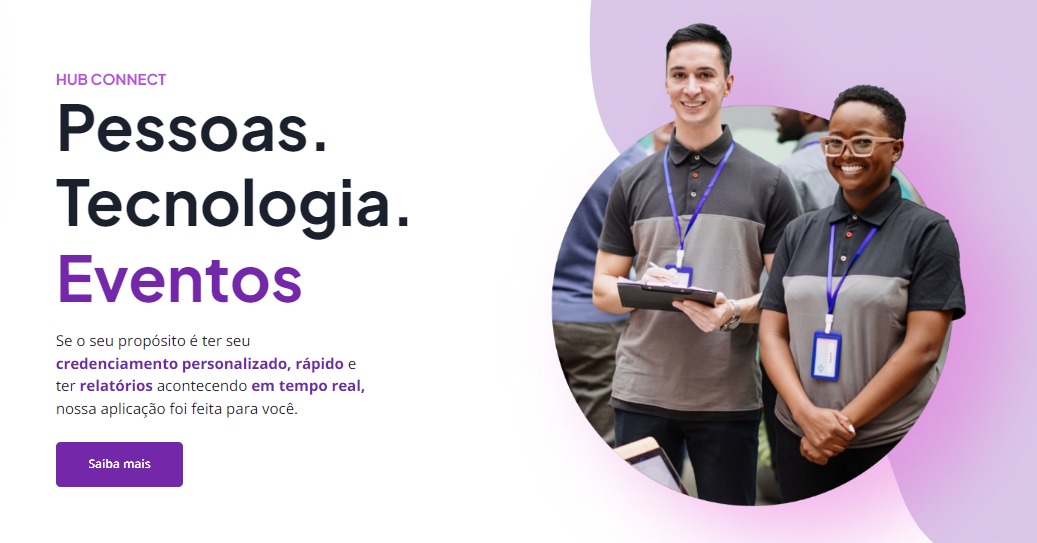 HUB CONNECT
Pessoas.
Tecnologia.
Eventos
Se o seu propósito é ter seu
credenciamento personalizado, rápido e
ter relatórios acontecendo em tempo real,
nossa aplicação foi feita para você.
Saiba mais